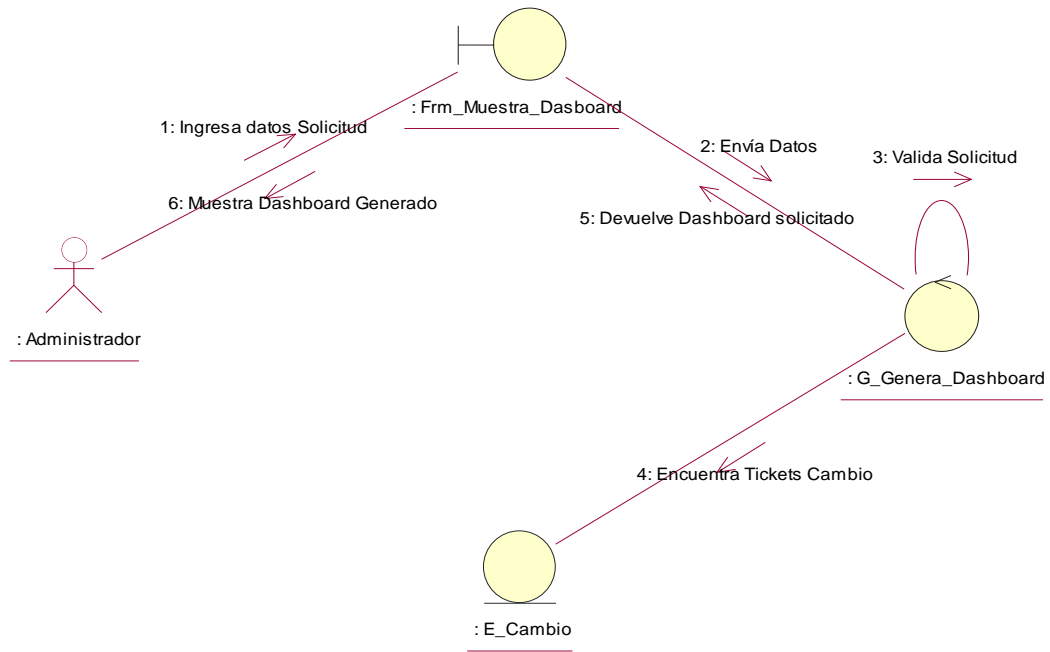 : Frm_Muestra_Dasboard
1: Ingresa datos Solicitud
2: Envía Datos
3: Valida Solicitud
6: Muestra Dashboard Generado
5: Devuelve Dashboard solicitado
: Administrador
: G_Genera_Dashboard
4: Encuentra Tickets Cambio
: E_Cambio